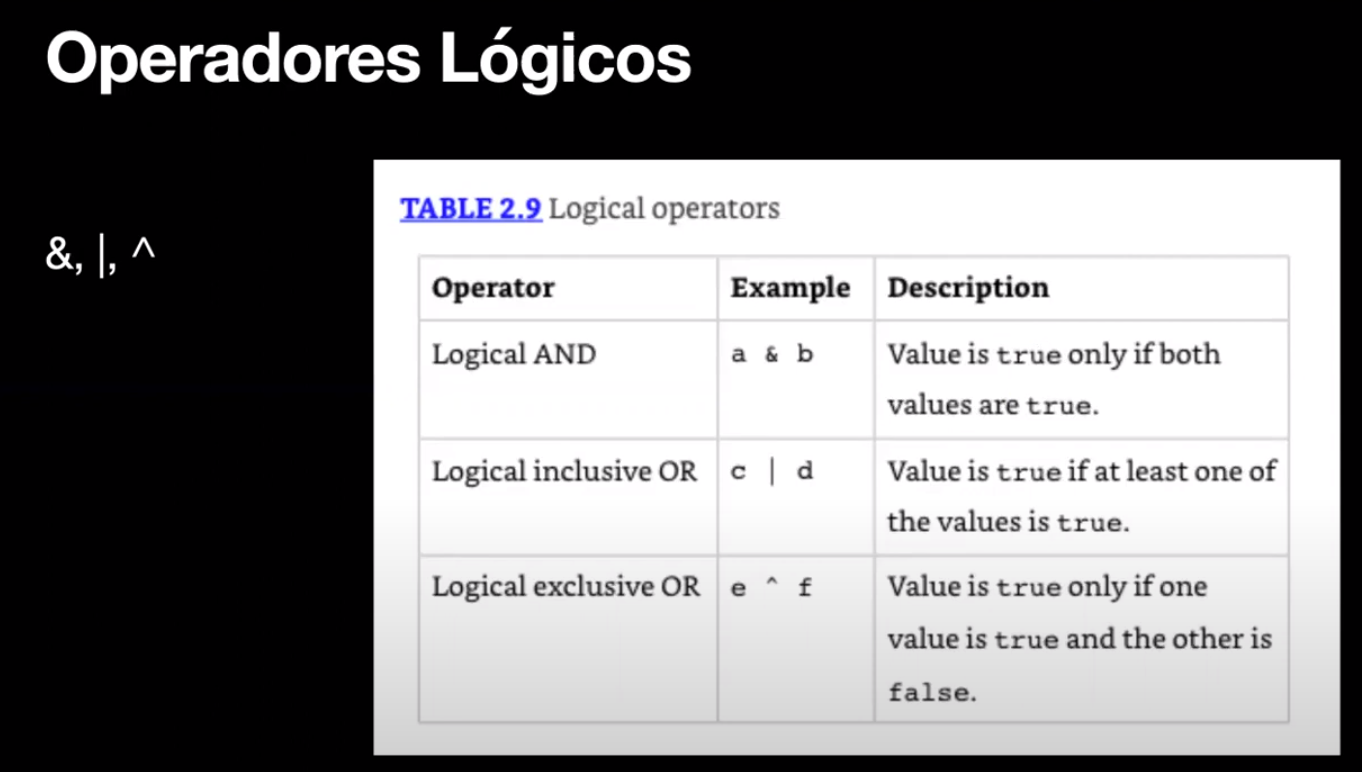 Operadores Lógicos
&, |, ^
TABLE 2.9 Logical operators
Operator Example Description
Logical AND a & b Value is true only if both
values are true.
Logical inclusive OR c | d Value is true if at least one of
the values is true.
Logical exclusive OR e ^ f Value is true only if one
value is true and the other is
false.